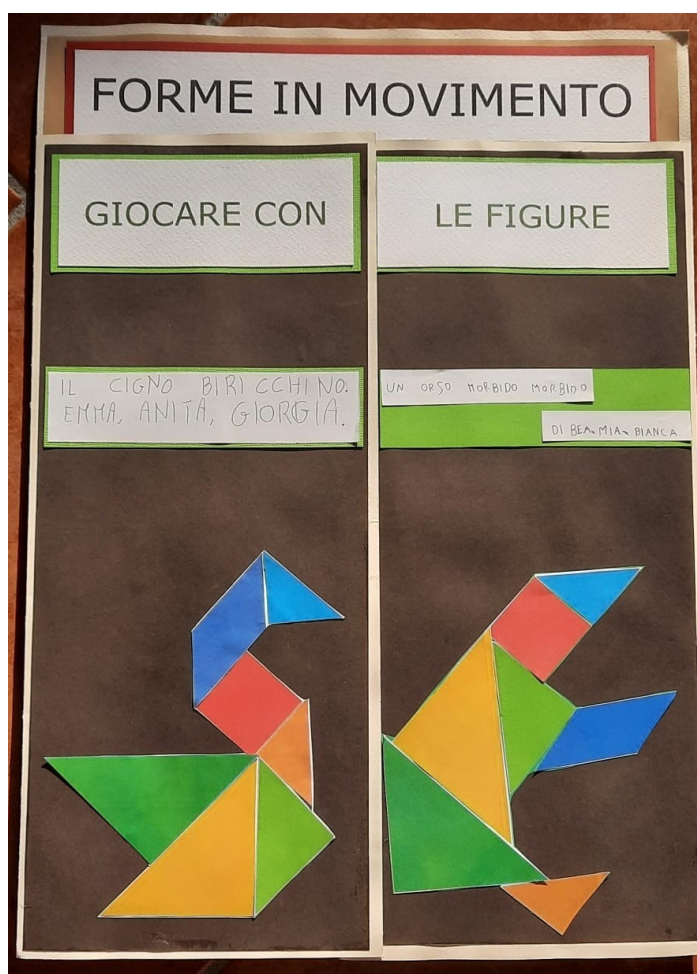 FORME IN MOVIMENTO
GIOCARE CON
LE FIGURE
IL CIGNO BIRICCHINO.
EMMA, ANITA, GIORGIA.
UN ORSO MORBIDO MORBIDO
DI BEA. MIA. BIANCA